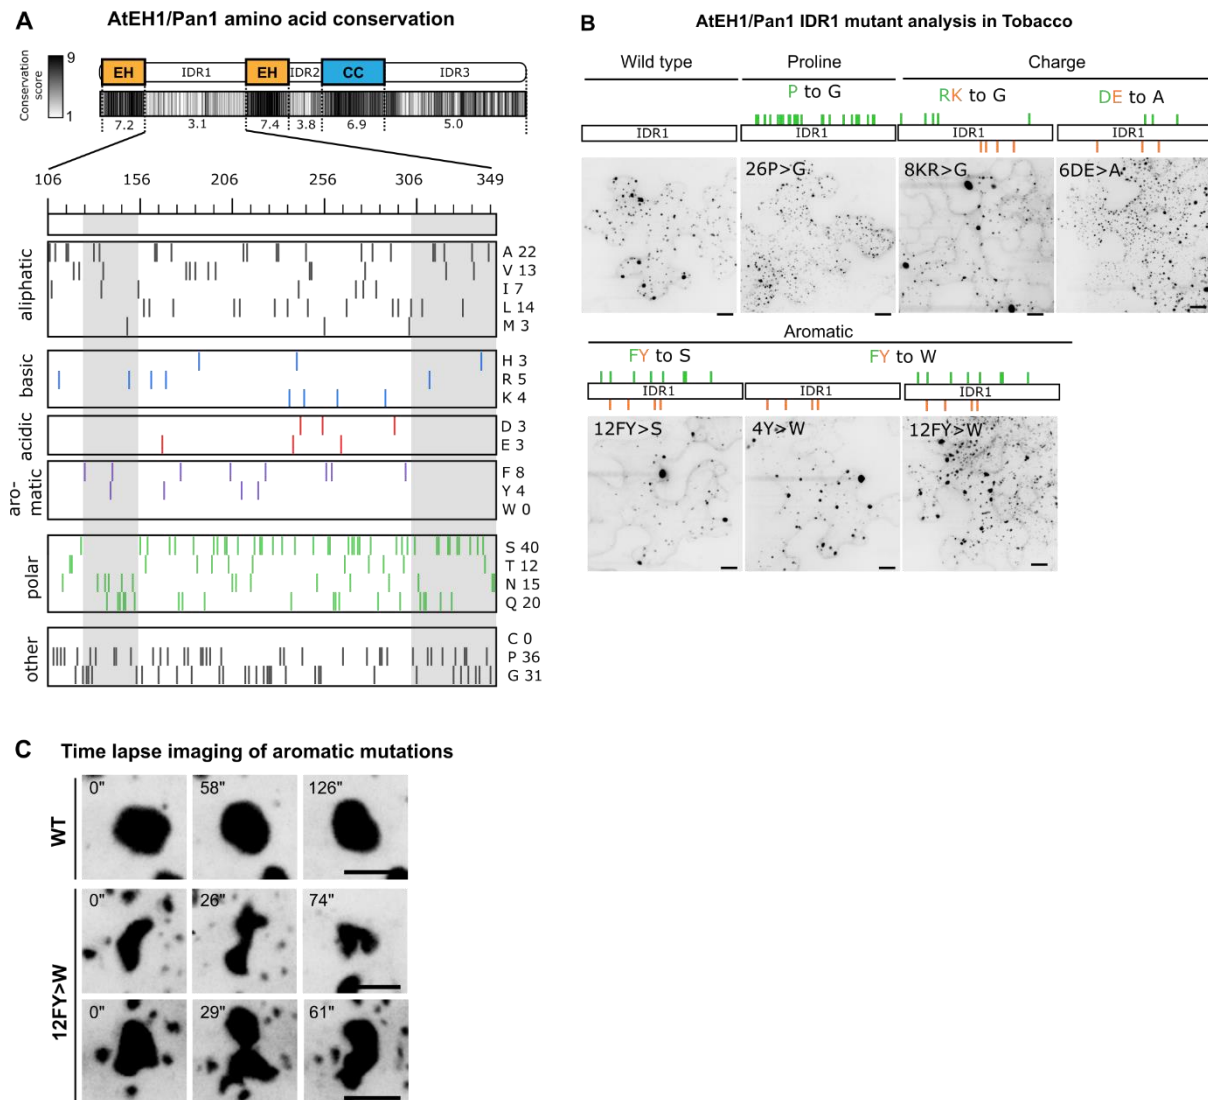 A
AtEH1/Pan1 amino acid conservation
Conservation score
9
1
EH IDR1 EH IDR2 CC IDR3
7.2 3.1 7.4 3.8 6.9 5.0
106 156 206 256 306 349
aliphatic
A 22
V 13
I 7
L 14
M 3
basic
H 3
R 5
K 4
acidic
D 3
E 3
aro-
matic
F 8
Y 4
W 0
polar
S 40
T 12
N 15
Q 20
other
C 0
P 36
G 31
B
AtEH1/Pan1 IDR1 mutant analysis in Tobacco
Wild type Proline Charge
P to G RK to G DE to A
IDR1 IDR1 IDR1 IDR1
26P>G 8KR>G 6DE>A
Aromatic
FY to S FY to W
IDR1 IDR1 IDR1
12FY>S 4Y>W 12FY>W
C
Time lapse imaging of aromatic mutations
WT
0" 58" 126"
12FY>W
0" 26" 74"
0" 29" 61"